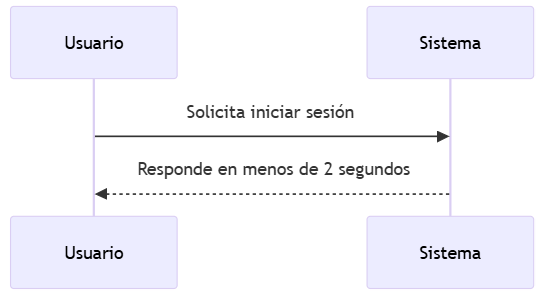 Usuario
Sistema
Solicita iniciar sesión
Responde en menos de 2 segundos
Usuario
Sistema